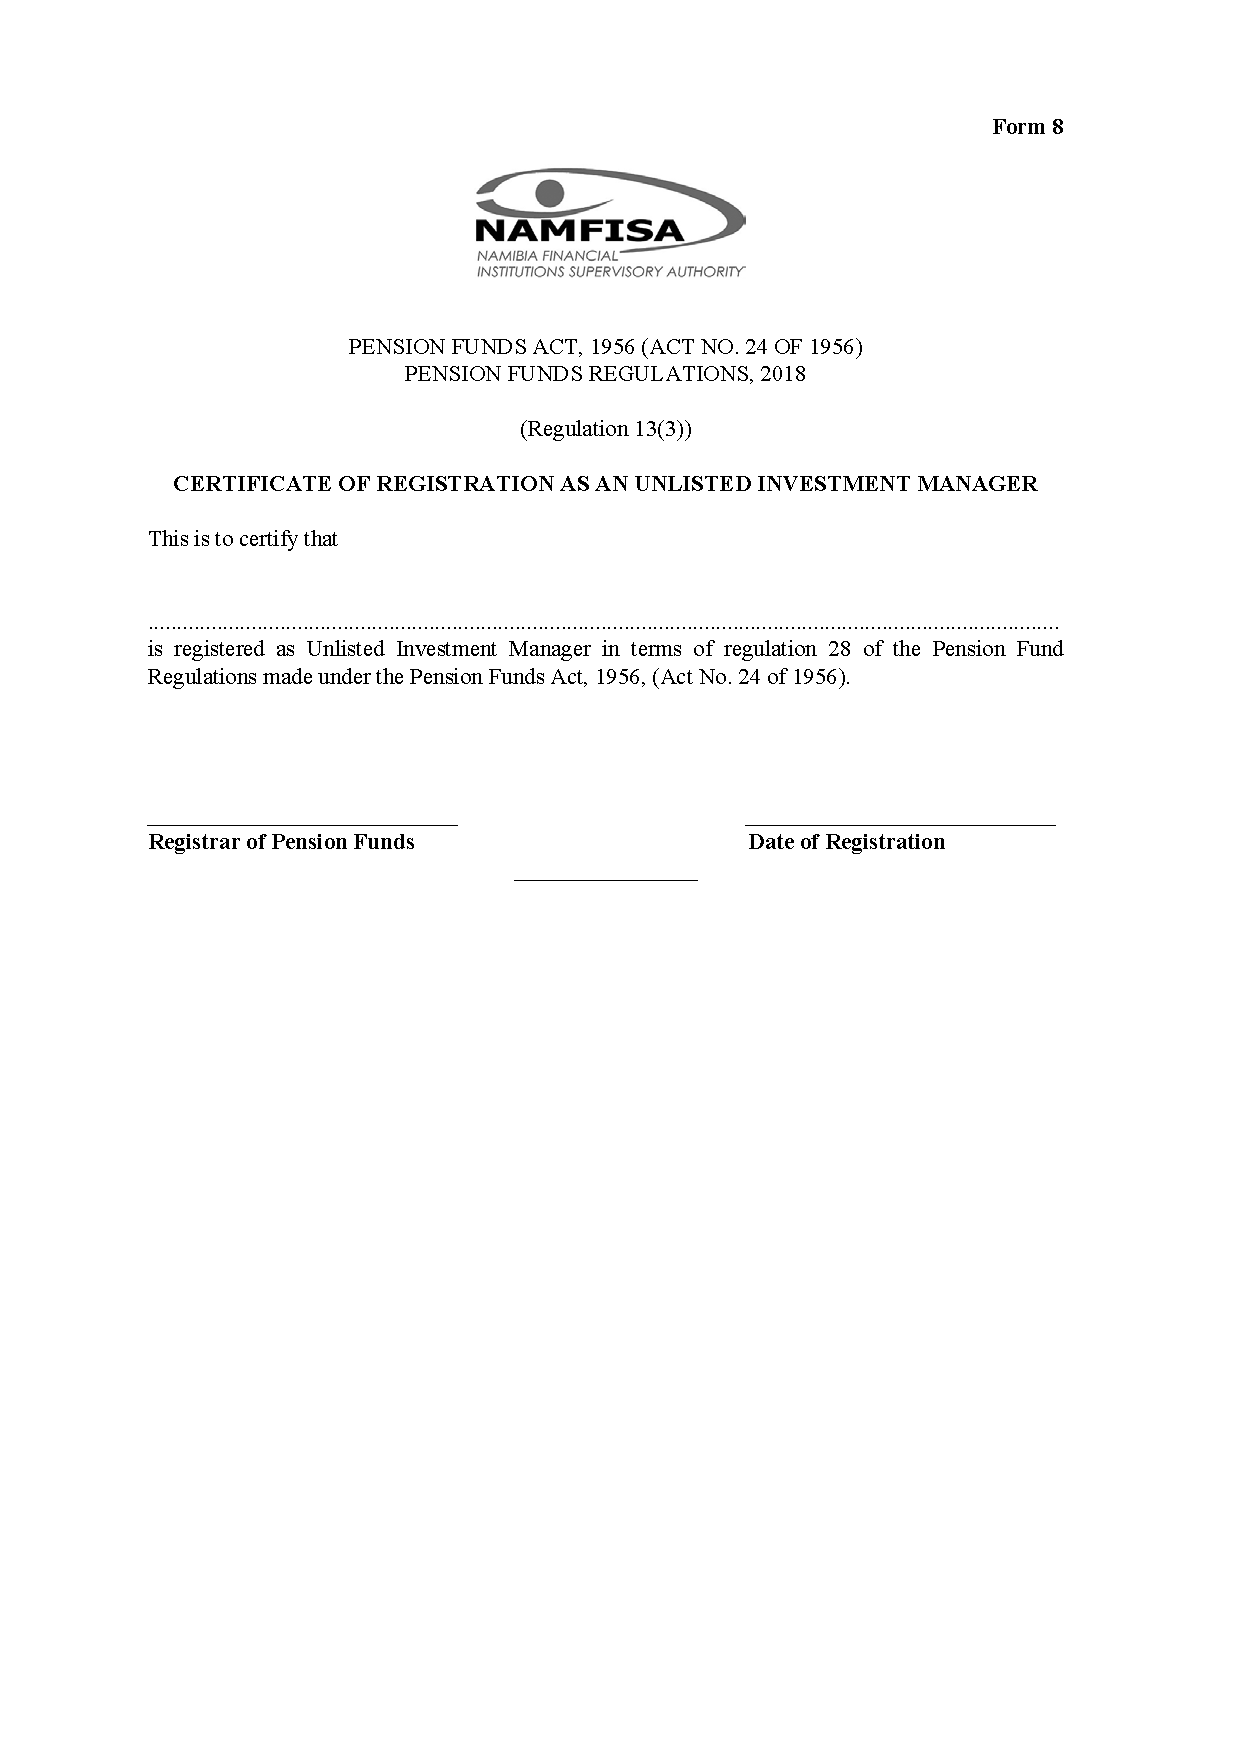 Form 8
NAMFISA
NAMIBIA FINANCIAL
INSTITUTIONS SUPERVISORY AUTHORITY
PENSION FUNDS ACT, 1956 (ACT NO. 24 OF 1956)
PENSION FUNDS REGULATIONS, 2018
(Regulation 13(3))
CERTIFICATE OF REGISTRATION AS AN UNLISTED INVESTMENT MANAGER
This is to certify that
................................................................................................................................................................
is registered as Unlisted Investment Manager in terms of regulation 28 of the Pension Fund
Regulations made under the Pension Funds Act, 1956, (Act No. 24 of 1956).
Registrar of Pension Funds Date of Registration